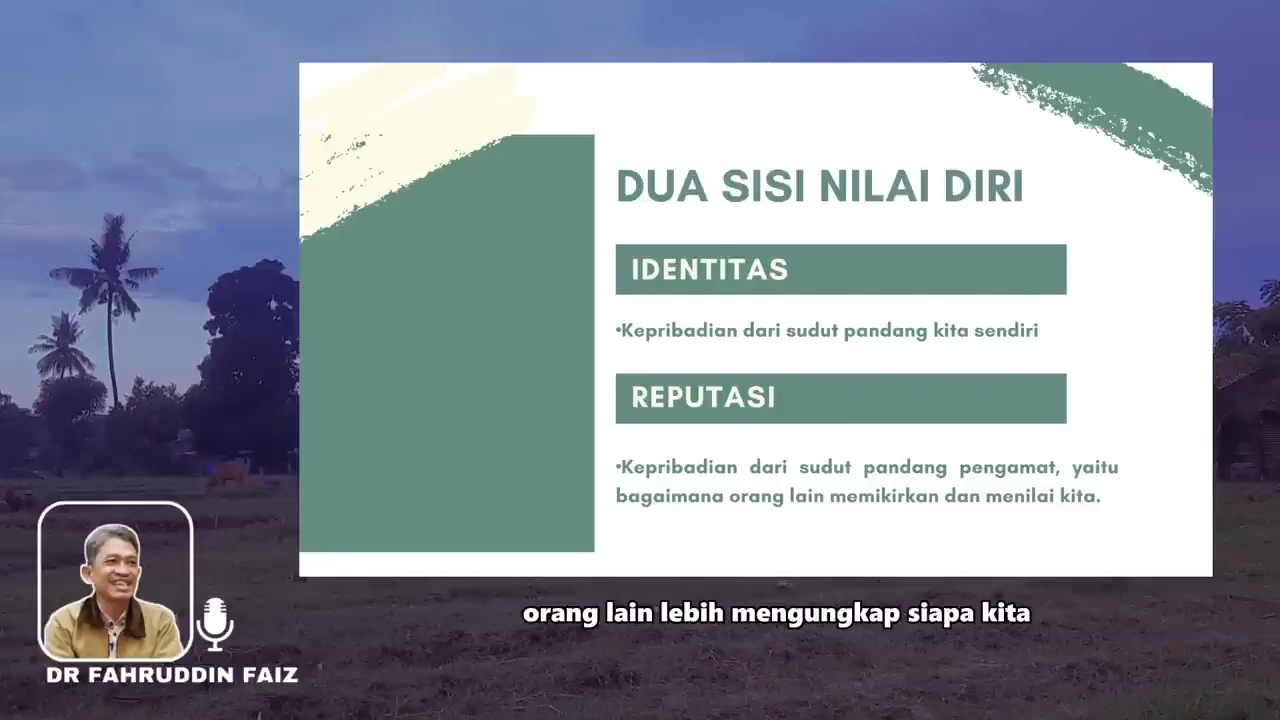 DUA SISI NILAI DIRI
IDENTITAS
•Kepribadian dari sudut pandang kita sendiri
REPUTASI
•Kepribadian dari sudut pandang pengamat, yaitu
bagaimana orang lain memikirkan dan menilai kita.
orang lain lebih mengungkap siapa kita
DR FAHRUDDIN FAIZ